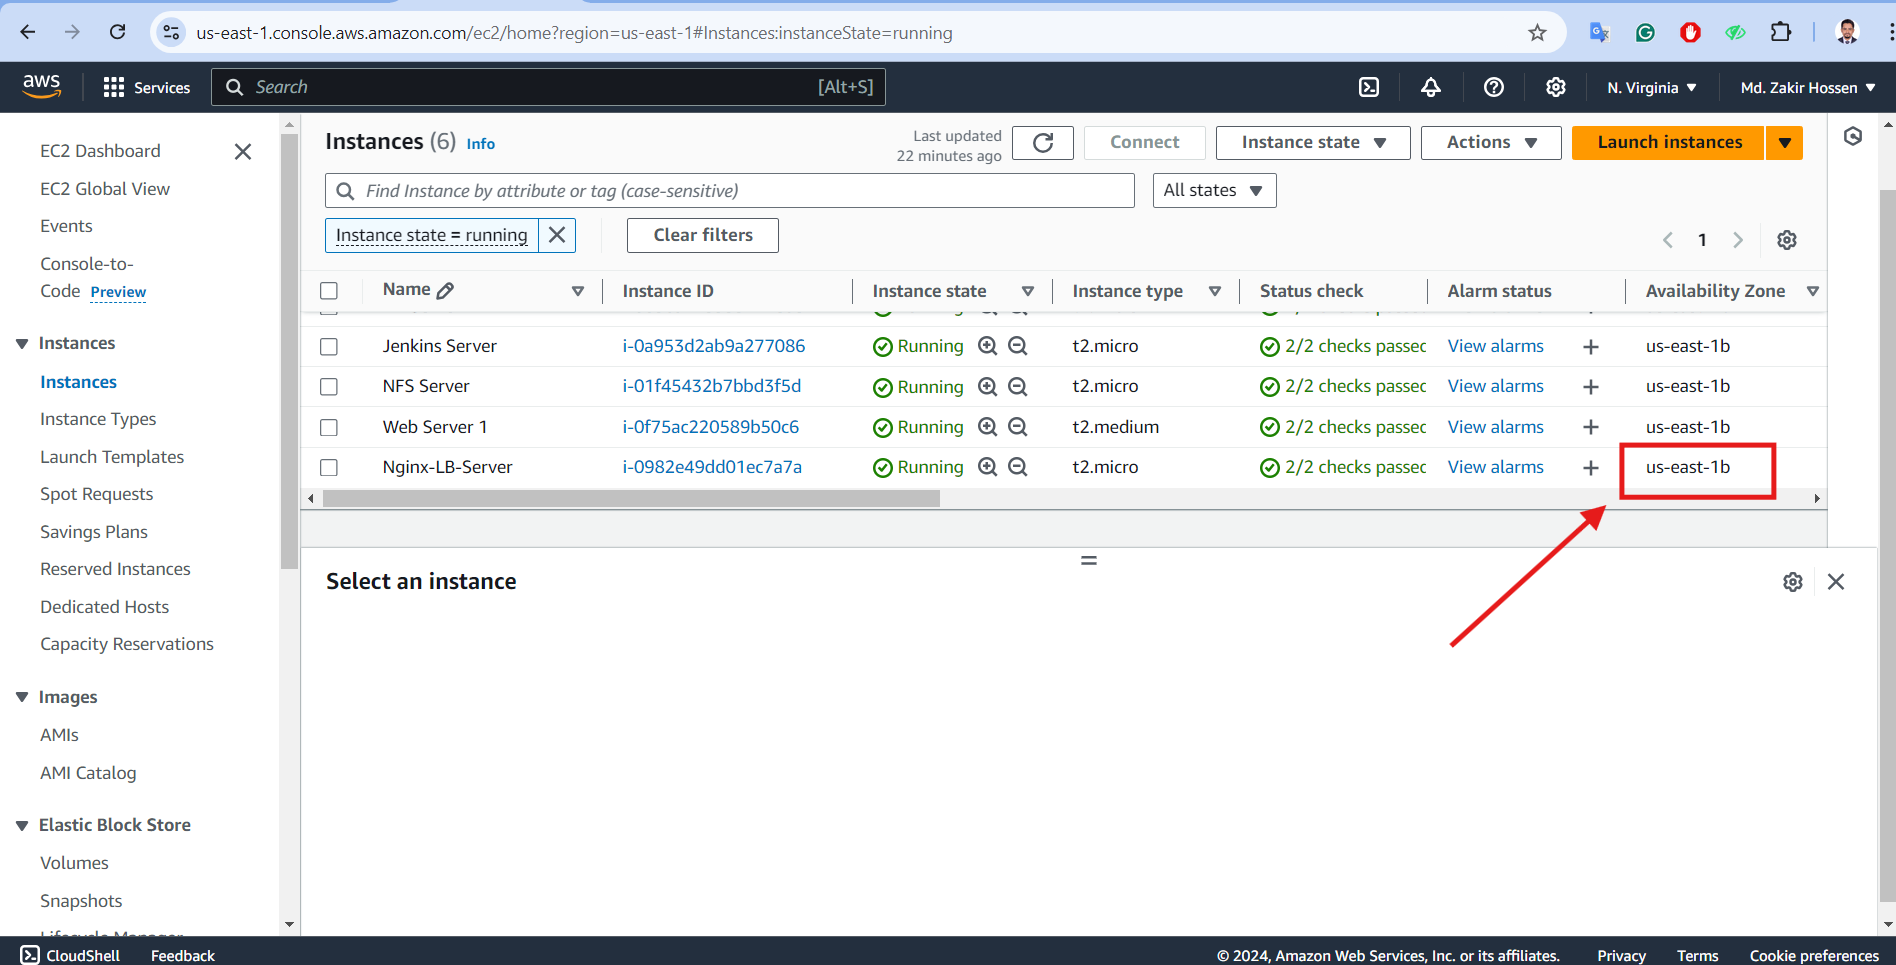 us-east-1.console.aws.amazon.com/ec2/home?region=us-east-1#Instances:instanceState=running
aws
Services
Search
[Alt+S]
N. Virginia
Md. Zakir Hossen
EC2 Dashboard
EC2 Global View
Events
Console-to-
Code Preview
Instances
Instances
Instance Types
Launch Templates
Spot Requests
Savings Plans
Reserved Instances
Dedicated Hosts
Capacity Reservations
Images
AMIs
AMI Catalog
Elastic Block Store
Volumes
Snapshots
Instances (6) Info
Last updated
22 minutes ago
Connect
Instance state
Actions
Launch instances
Find Instance by attribute or tag (case-sensitive)
All states
Instance state = running
Clear filters
1
Name Instance ID Instance state Instance type Status check Alarm status Availability Zone
Jenkins Server i-0a953d2ab9a277086 Running t2.micro 2/2 checks passec View alarms + us-east-1b
NFS Server i-01f45432b7bbd3f5d Running t2.micro 2/2 checks passec View alarms + us-east-1b
Web Server 1 i-0f75ac220589b50c6 Running t2.medium 2/2 checks passec View alarms + us-east-1b
Nginx-LB-Server i-0982e49dd01ec7a7a Running t2.micro 2/2 checks passec View alarms + us-east-1b
Select an instance
CloudShell
Feedback
© 2024, Amazon Web Services, Inc. or its affiliates.
Privacy
Terms
Cookie preferences